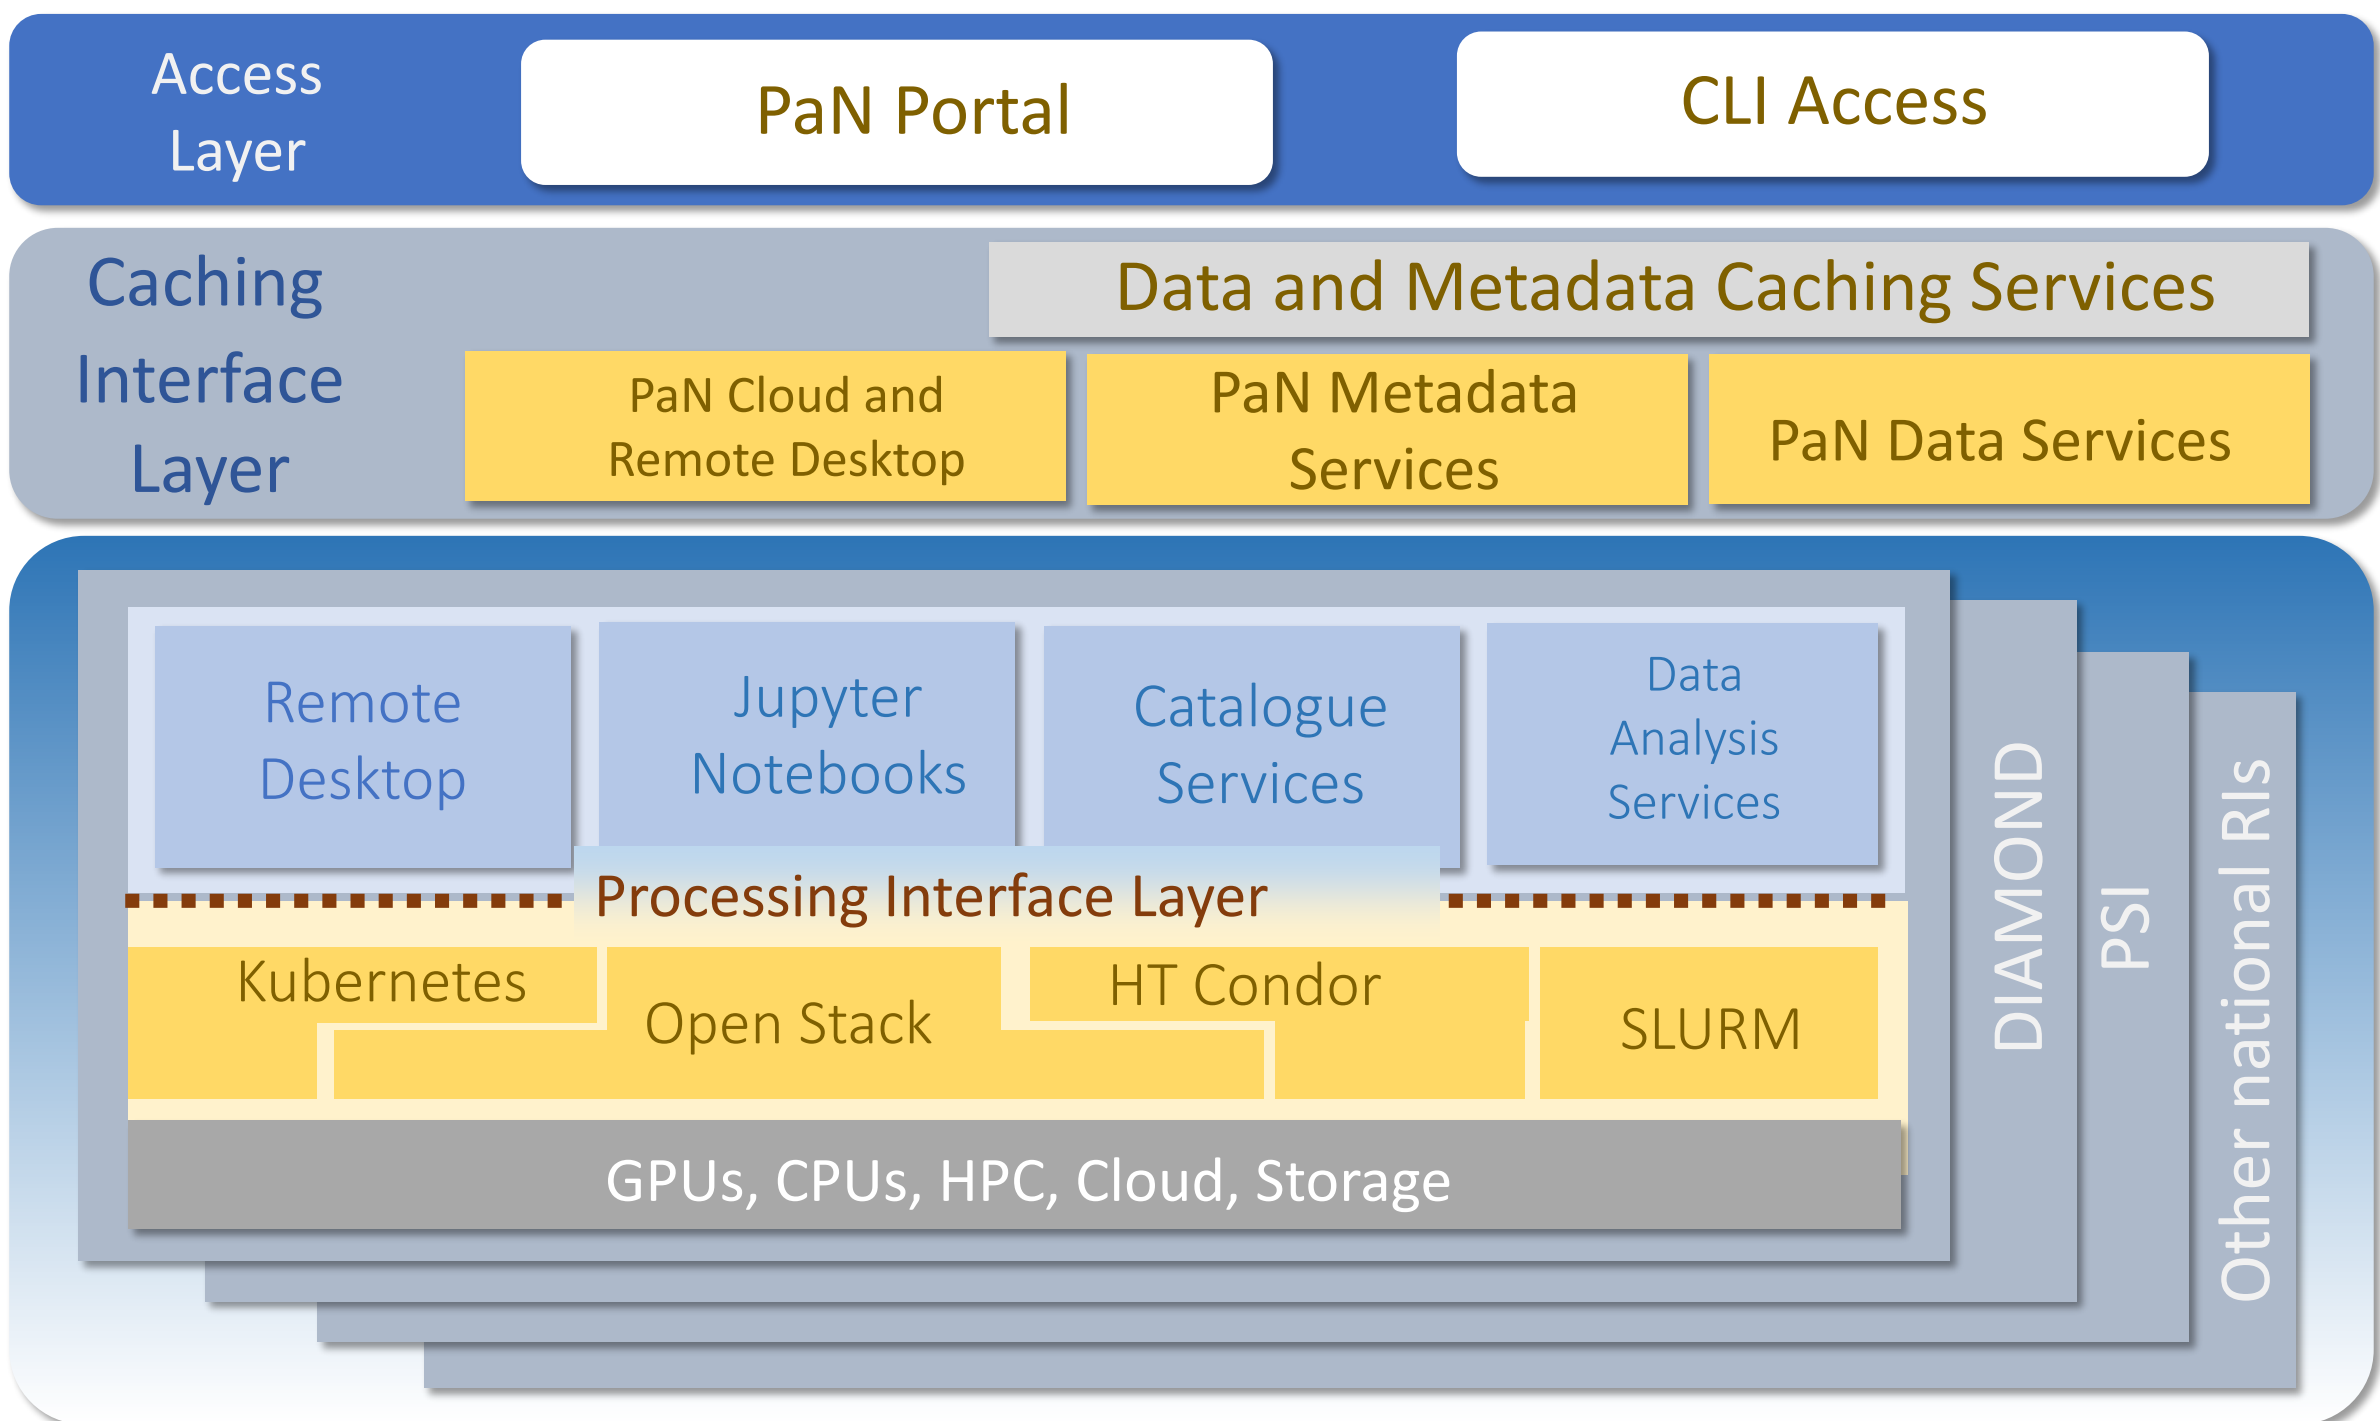 Access
Layer
PaN Portal
CLI Access
Caching
Interface
Layer
Data and Metadata Caching Services
PaN Cloud and
Remote Desktop
PaN Metadata
Services
PaN Data Services
Remote
Desktop
Jupyter
Notebooks
Catalogue
Services
Data
Analysis
Services
Processing Interface Layer
Kubernetes
Open Stack
HT Condor
SLURM
GPUs, CPUs, HPC, Cloud, Storage
DIAMOND
PSI
Other national RIs